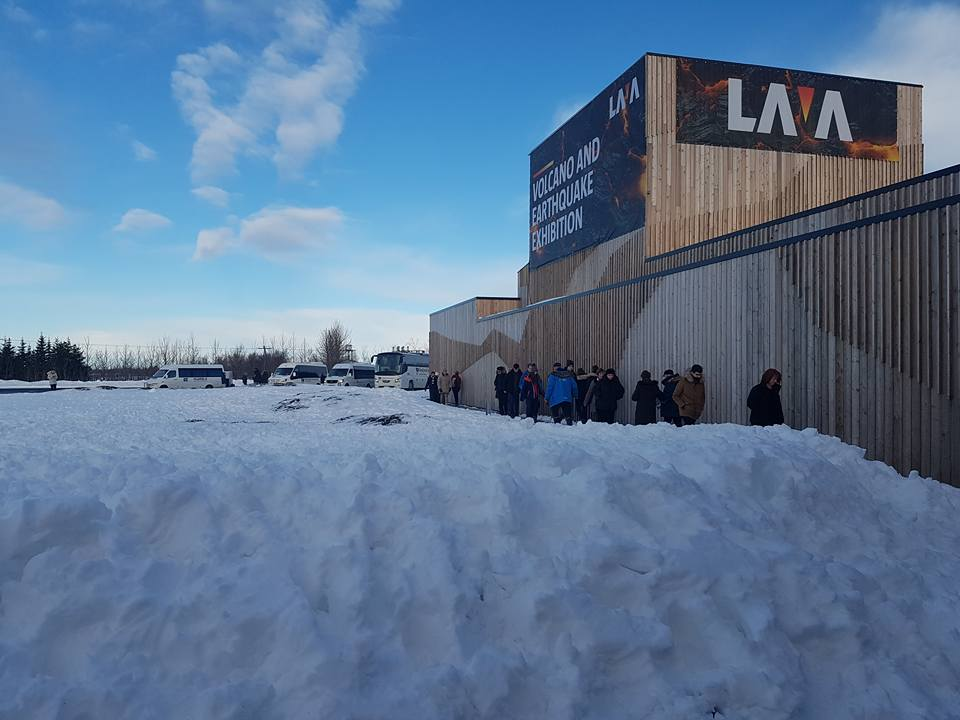 LAVA
VOLCANO AND
EARTHQUAKE
EXHIBITION
LAVA